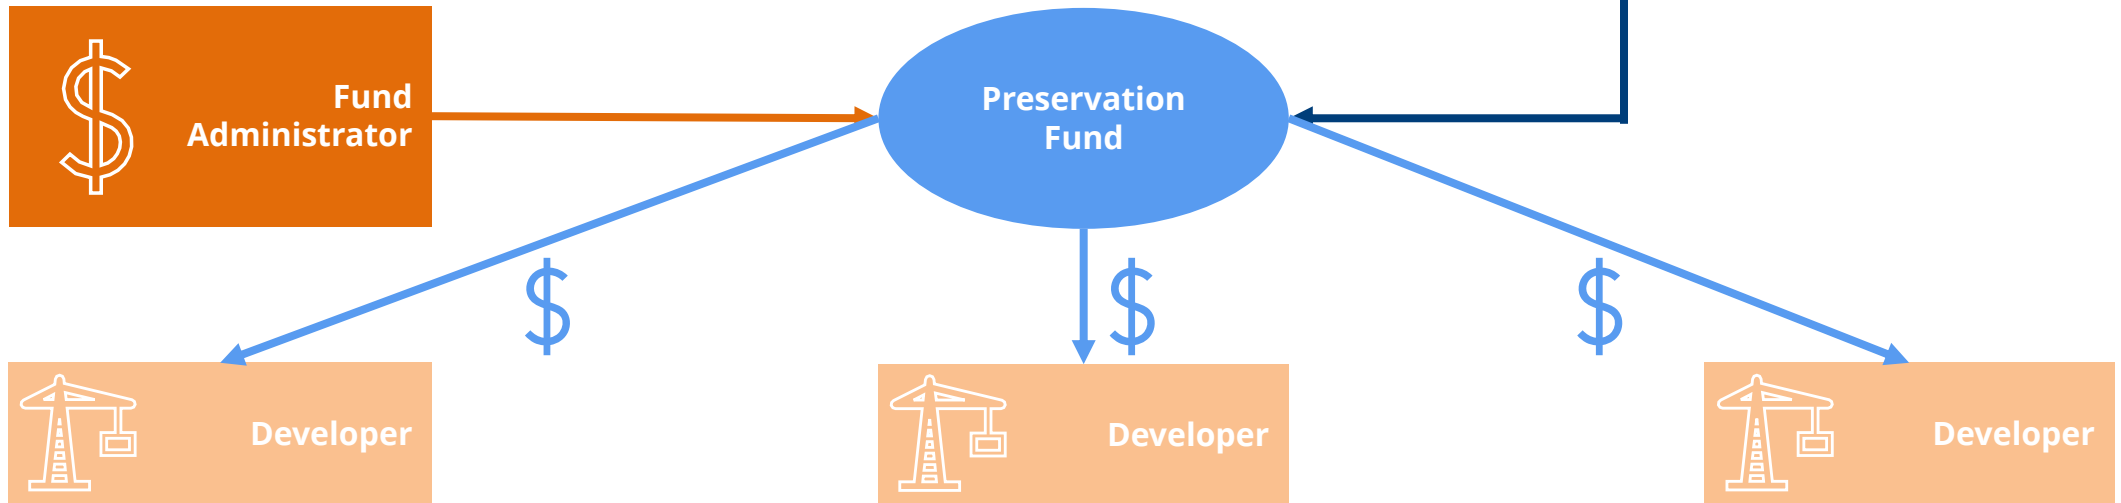 Fund
Administrator
Preservation
Fund
$
$
$
Developer
Developer
Developer